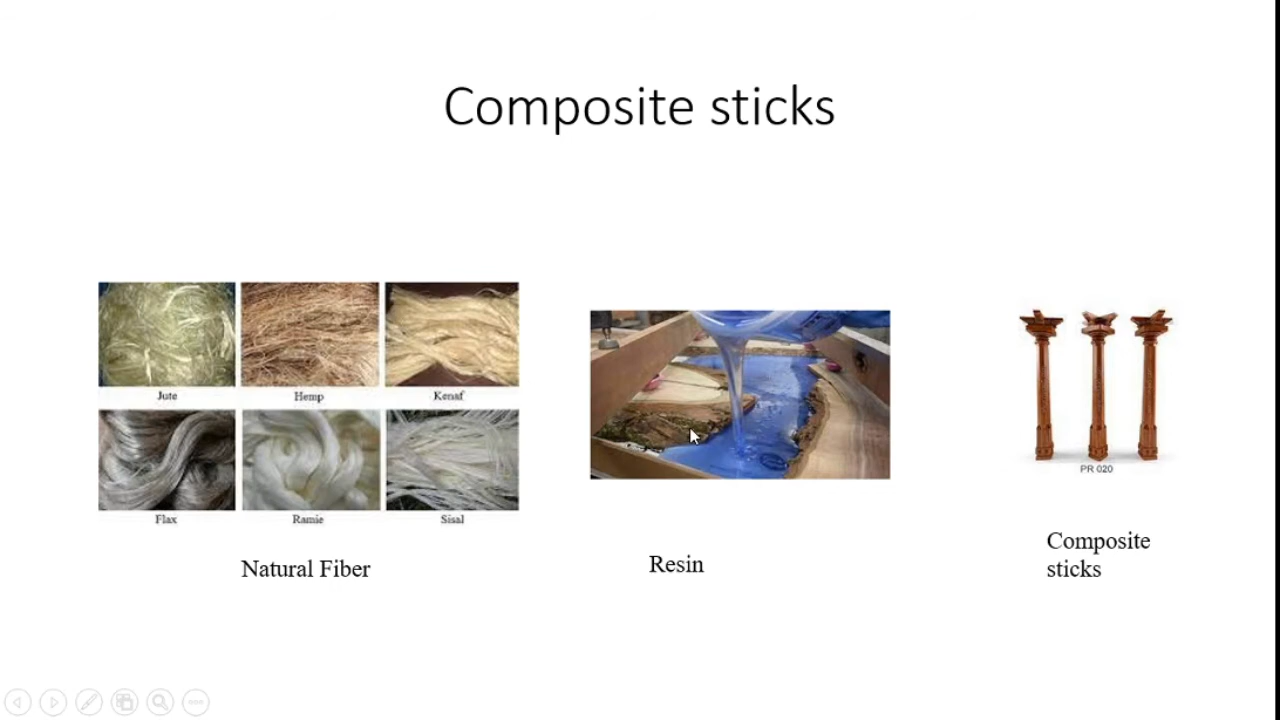 Composite sticks
Jute
Hemp
Kenaf
Flax
Ramie
Sisal
Natural Fiber
Resin
PR 020
Composite
sticks